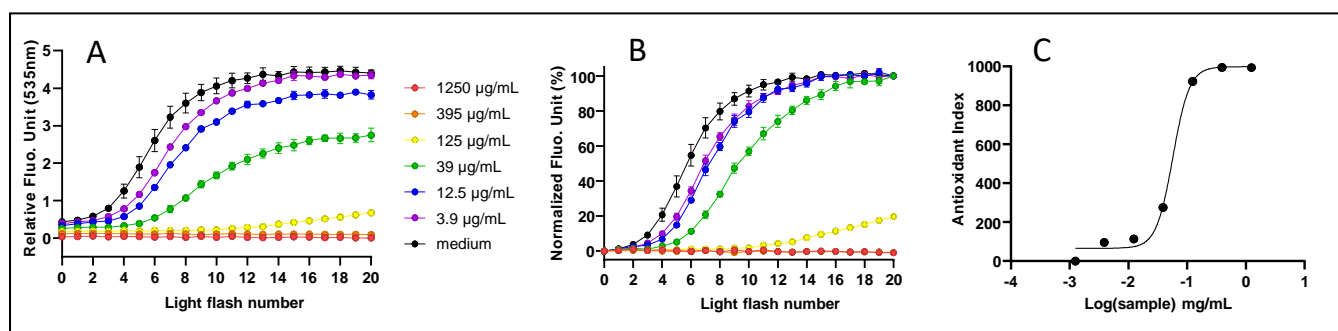 A
Relative Fluo. Unit (535nm)
5
4
3
2
1
0
0 2 4 6 8 10 12 14 16 18 20
Light flash number
1250 µg/mL
395 µg/mL
125 µg/mL
39 µg/mL
12.5 µg/mL
3.9 µg/mL
medium
B
Normalized Fluo. Unit (%)
100
80
60
40
20
0
0 2 4 6 8 10 12 14 16 18 20
Light flash number
C
Antioxidant Index
1000
800
600
400
200
0
-4 -3 -2 -1 0 1
Log(sample) mg/mL